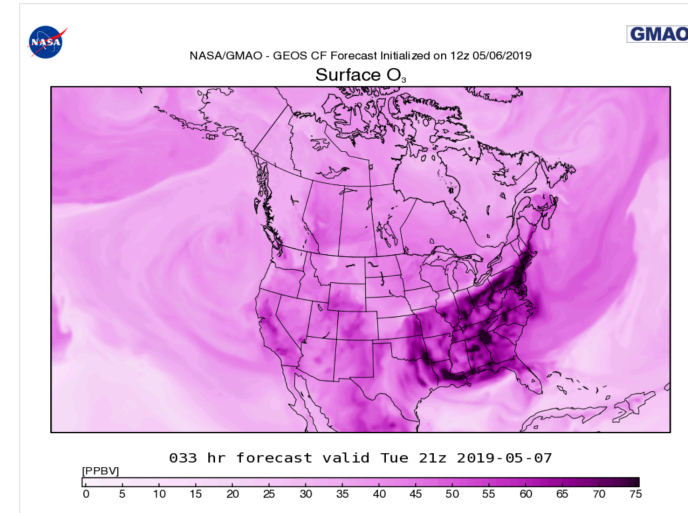 NASA
GMAO
NASA/GMAO - GEOS CF Forecast Initialized on 12z 05/06/2019
Surface O₃
033 hr forecast valid Tue 21z 2019-05-07
[PPBV]
0 5 10 15 20 25 30 35 40 45 50 55 60 65 70 75